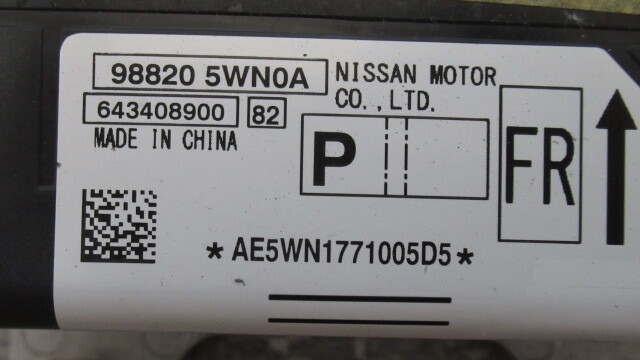 98820 5WN0A
NISSAN MOTOR
CO.,LTD.
643408900 82
MADE IN CHINA
P
FR
*AE5WN1771005D5*